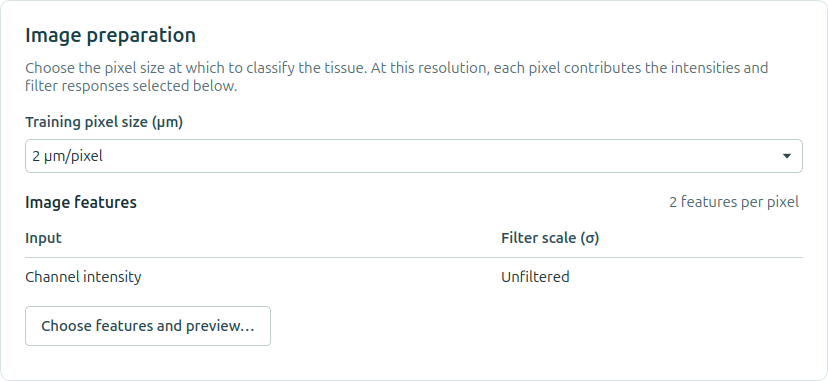 Image preparation
Choose the pixel size at which to classify the tissue. At this resolution, each pixel contributes the intensities and
filter responses selected below.
Training pixel size (µm)
2 µm/pixel
Image features
2 features per pixel
Input
Filter scale (σ)
Channel intensity
Unfiltered
Choose features and preview...